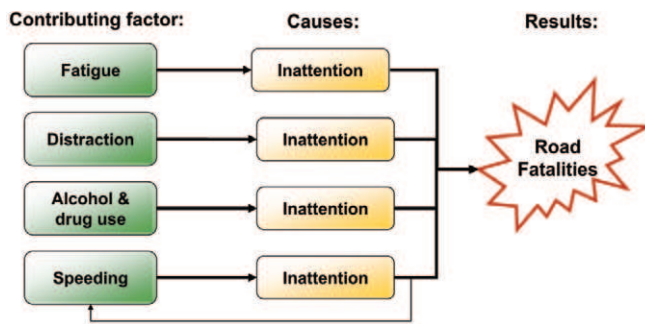 Contributing factor: Causes: Results:
Fatigue
Inattention
Distraction
Inattention
Road
Fatalities
Alcohol &
drug use
Inattention
Speeding
Inattention